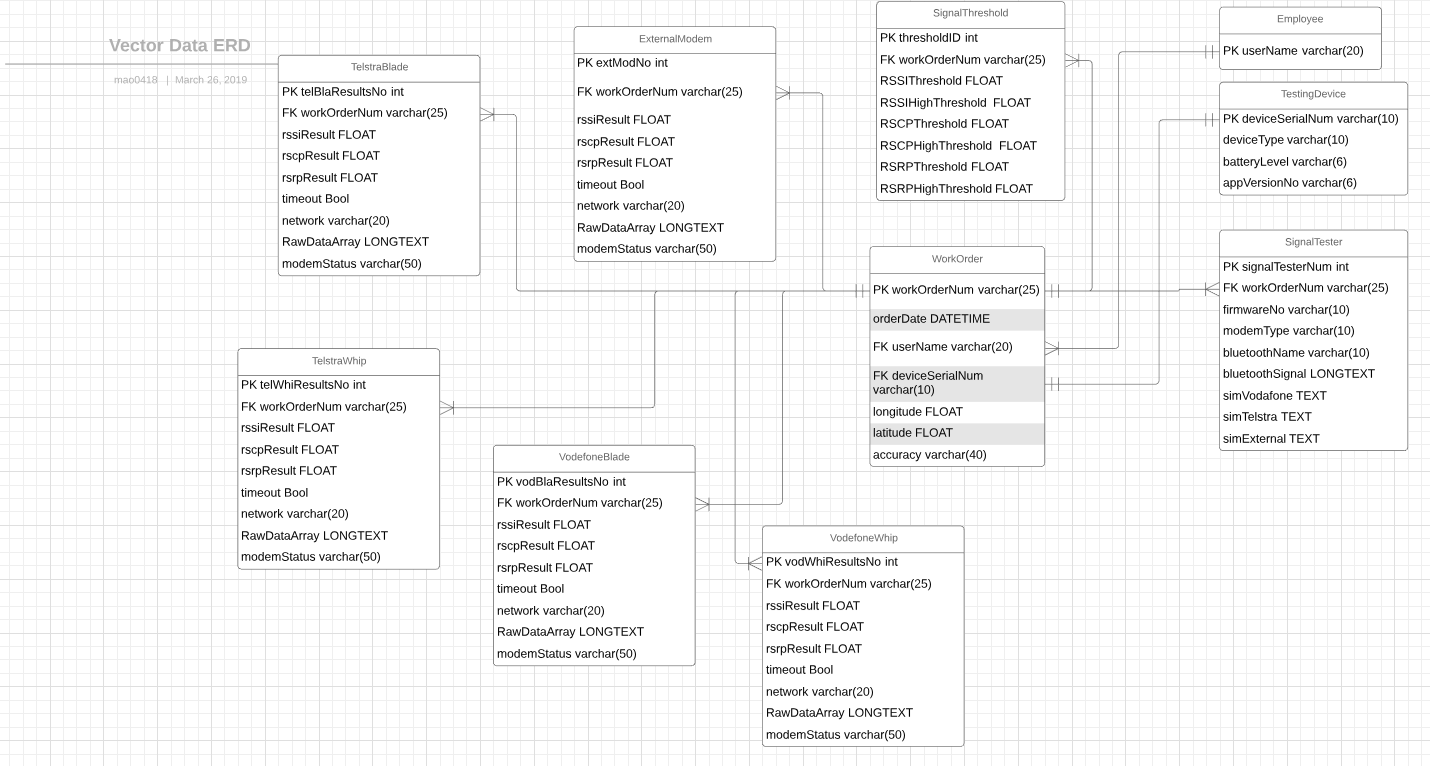 Vector Data ERD
mao0418 | March 26, 2019
TelstraBlade
PK telBlaResultsNo int
FK workOrderNum varchar(25)
rssiResult FLOAT
rscpResult FLOAT
rsrpResult FLOAT
timeout Bool
network varchar(20)
RawDataArray LONGTEXT
modemStatus varchar(50)
ExternalModem
PK extModNo int
FK workOrderNum varchar(25)
rssiResult FLOAT
rscpResult FLOAT
rsrpResult FLOAT
timeout Bool
network varchar(20)
RawDataArray LONGTEXT
modemStatus varchar(50)
SignalThreshold
PK thresholdID int
FK workOrderNum varchar(25)
RSSIThreshold FLOAT
RSSIHighThreshold FLOAT
RSCPThreshold FLOAT
RSCPHighThreshold FLOAT
RSRPThreshold FLOAT
RSRPHighThreshold FLOAT
Employee
PK userName varchar(20)
TestingDevice
PK deviceSerialNum varchar(10)
deviceType varchar(10)
batteryLevel varchar(6)
appVersionNo varchar(6)
WorkOrder
PK workOrderNum varchar(25)
orderDate DATETIME
FK userName varchar(20)
FK deviceSerialNum
varchar(10)
longitude FLOAT
latitude FLOAT
accuracy varchar(40)
SignalTester
PK signalTesterNum int
FK workOrderNum varchar(25)
firmwareNo varchar(10)
modemType varchar(10)
bluetoothName varchar(10)
bluetoothSignal LONGTEXT
simVodafone TEXT
simTelstra TEXT
simExternal TEXT
TelstraWhip
PK telWhiResultsNo int
FK workOrderNum varchar(25)
rssiResult FLOAT
rscpResult FLOAT
rsrpResult FLOAT
timeout Bool
network varchar(20)
RawDataArray LONGTEXT
modemStatus varchar(50)
VodefoneBlade
PK vodBlaResultsNo int
FK workOrderNum varchar(25)
rssiResult FLOAT
rscpResult FLOAT
rsrpResult FLOAT
timeout Bool
network varchar(20)
RawDataArray LONGTEXT
modemStatus varchar(50)
VodefoneWhip
PK vodWhiResultsNo int
FK workOrderNum varchar(25)
rssiResult FLOAT
rscpResult FLOAT
rsrpResult FLOAT
timeout Bool
network varchar(20)
RawDataArray LONGTEXT
modemStatus varchar(50)